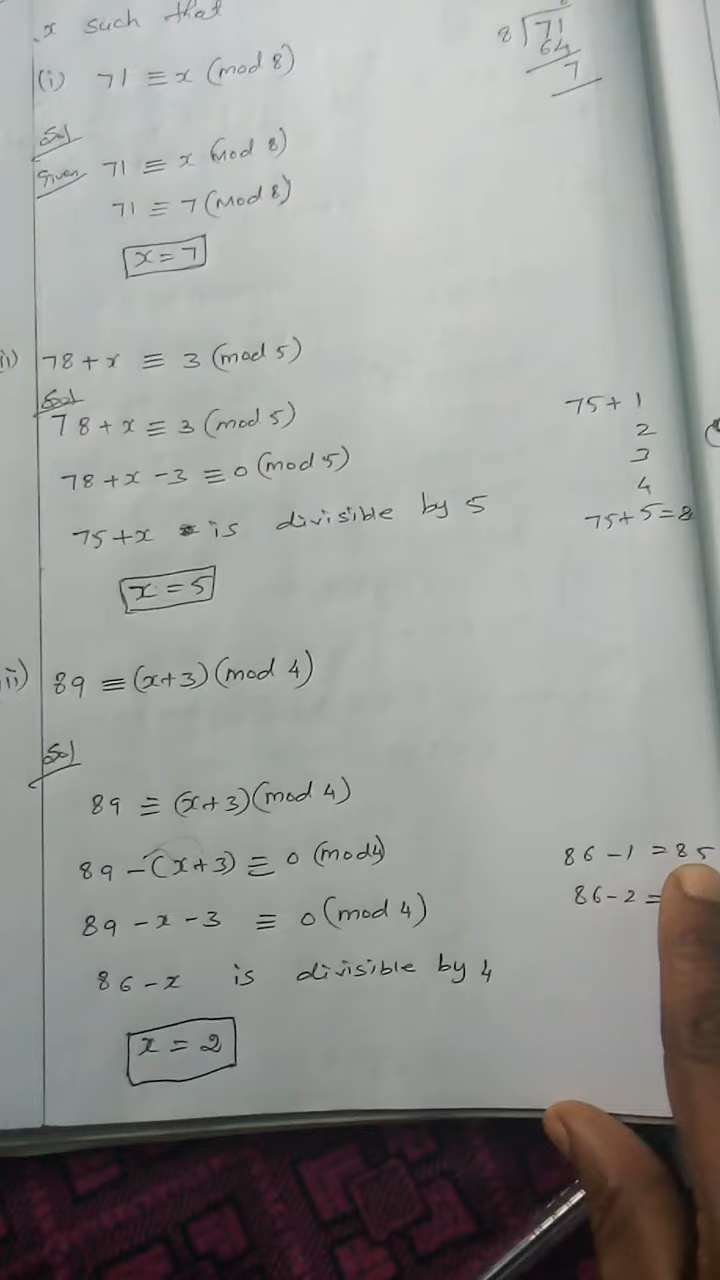 x such that
(i) 71 ≡ x (mod 8)
8 71
64
7
Sol
Given 71 ≡ x (mod 8)
71 ≡ 7 (mod 8)
x = 7
ii) 78 + x ≡ 3 (mod 5)
Sol
78 + x ≡ 3 (mod 5)
78 + x - 3 ≡ 0 (mod 5)
75 + x is divisible by 5
75 + 1
2
3
4
75 + 5 = 8
x = 5
iii) 89 ≡ (x+3) (mod 4)
Sol
89 ≡ (x+3) (mod 4)
89 - (x+3) ≡ 0 (mod 4)
89 - x - 3 ≡ 0 (mod 4)
86 - x is divisible by 4
86 - 1 = 85
86 - 2 =
x = 2